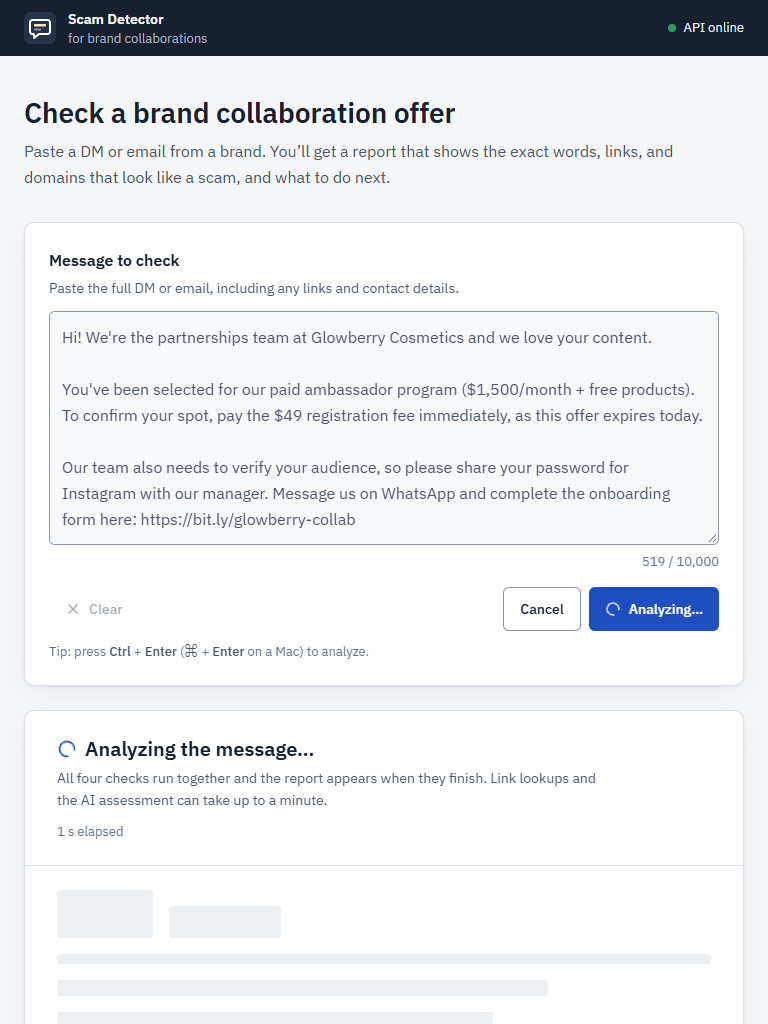 Scam Detector
for brand collaborations
API online
Check a brand collaboration offer
Paste a DM or email from a brand. You’ll get a report that shows the exact words, links, and
domains that look like a scam, and what to do next.
Message to check
Paste the full DM or email, including any links and contact details.
Hi! We're the partnerships team at Glowberry Cosmetics and we love your content.
You've been selected for our paid ambassador program ($1,500/month + free products).
To confirm your spot, pay the $49 registration fee immediately, as this offer expires today.
Our team also needs to verify your audience, so please share your password for
Instagram with our manager. Message us on WhatsApp and complete the onboarding
form here: https://bit.ly/glowberry-collab
519 / 10,000
Clear
Cancel
Analyzing…
Tip: press Ctrl + Enter (⌘ + Enter on a Mac) to analyze.
Analyzing the message…
All four checks run together and the report appears when they finish. Link lookups and
the AI assessment can take up to a minute.
1 s elapsed